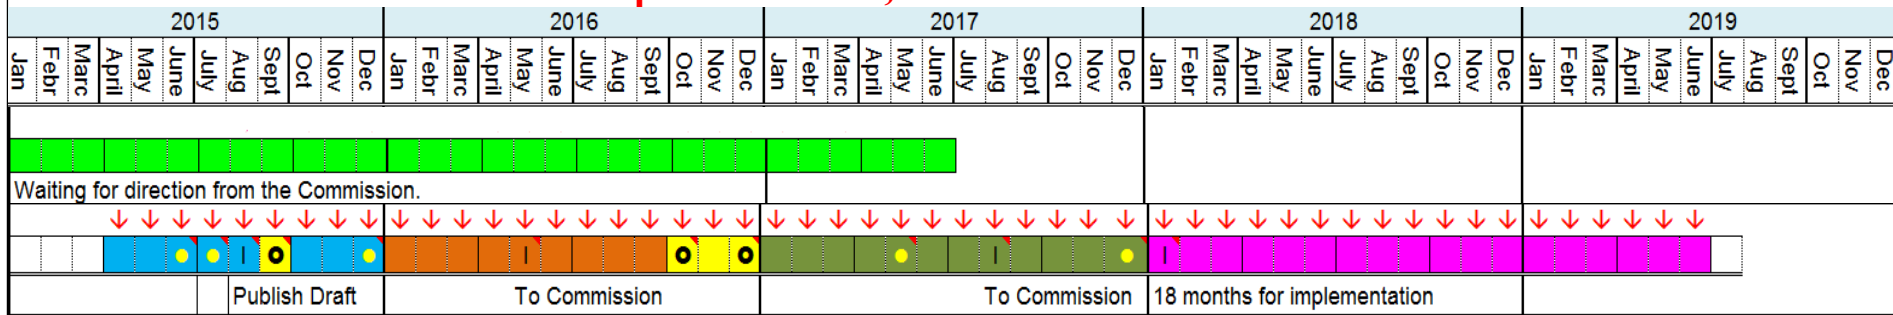 2015 2016 2017 2018 2019
Jan Febr Marc April May June July Aug Sept Oct Nov Dec Jan Febr Marc April May June July Aug Sept Oct Nov Dec Jan Febr Marc April May June July Aug Sept Oct Nov Dec Jan Febr Marc April May June July Aug Sept Oct Nov Dec Jan Febr Marc April May June July Aug Sept Oct Nov Dec
Waiting for direction from the Commission.
I O I O O I I
Publish Draft To Commission To Commission 18 months for implementation